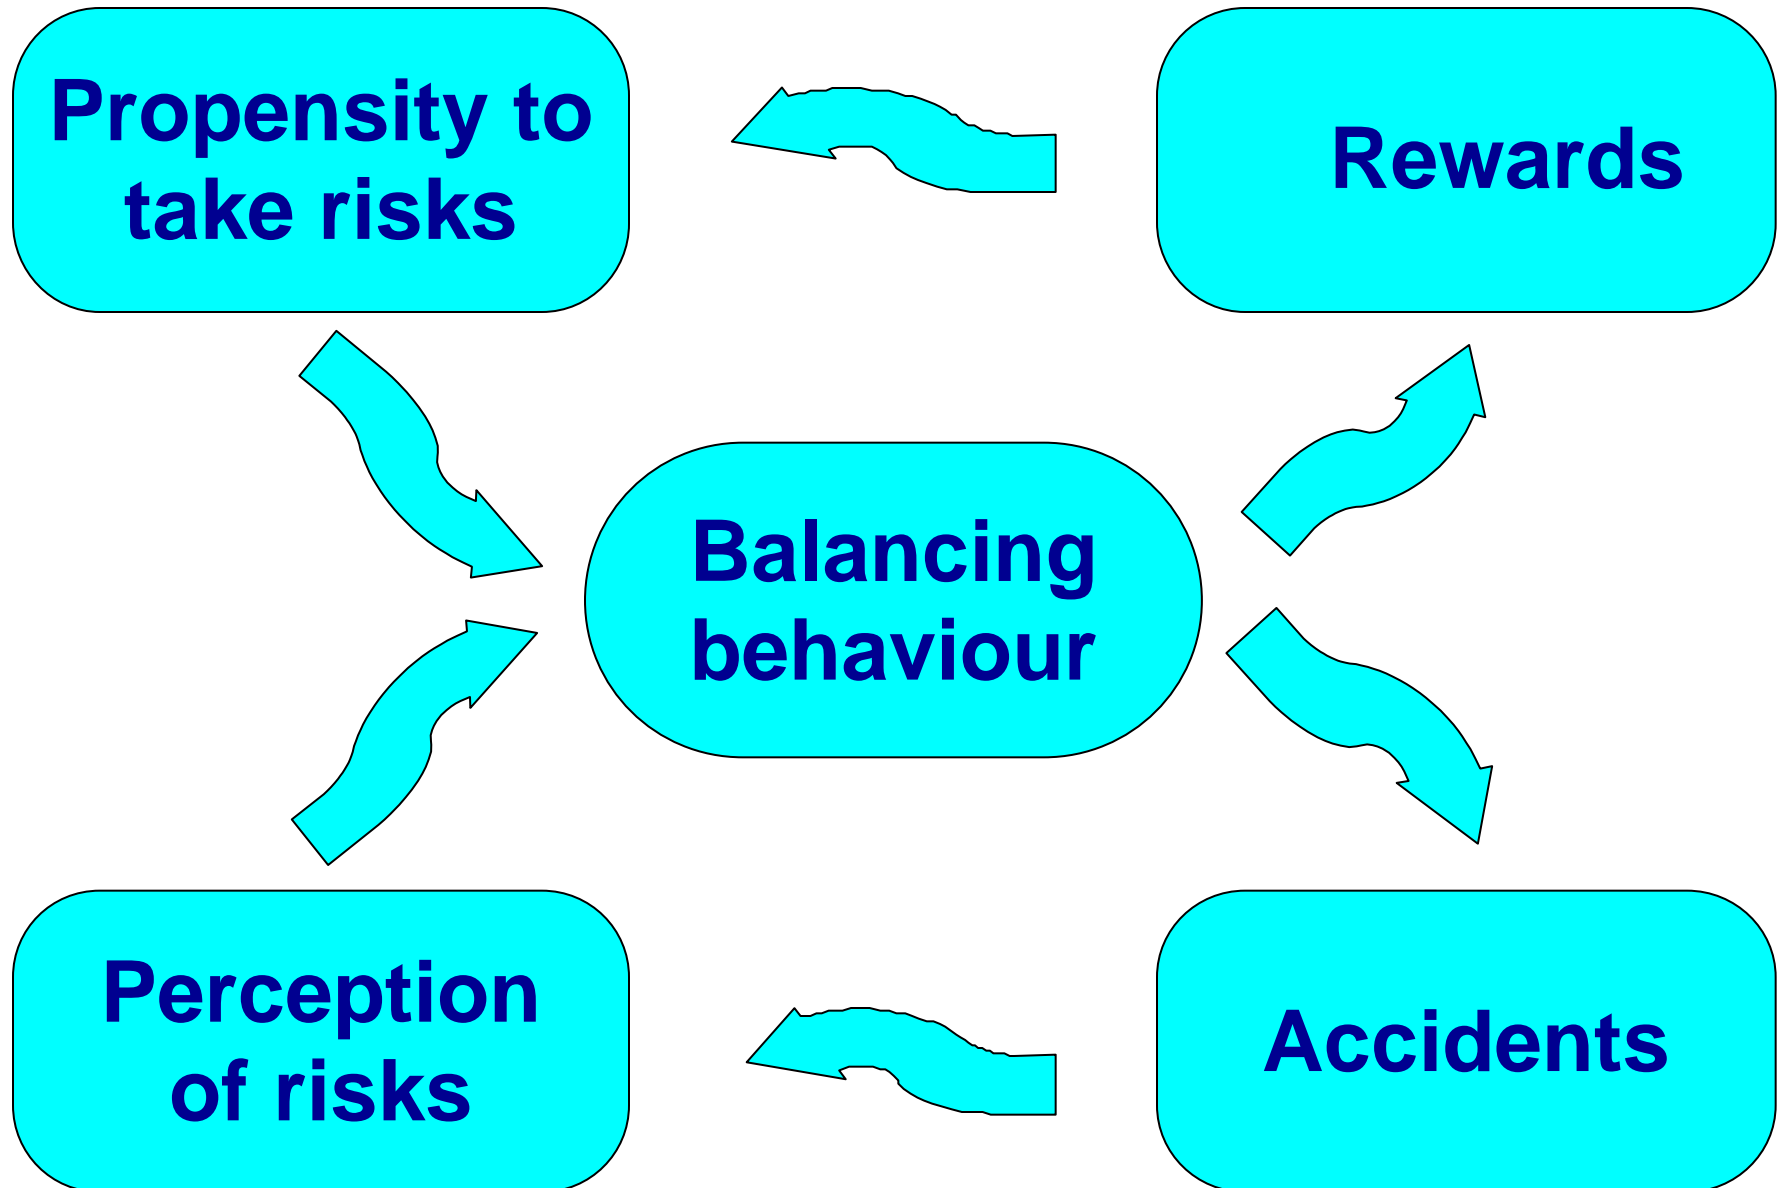 Propensity to
take risks
Rewards
Balancing
behaviour
Perception
of risks
Accidents